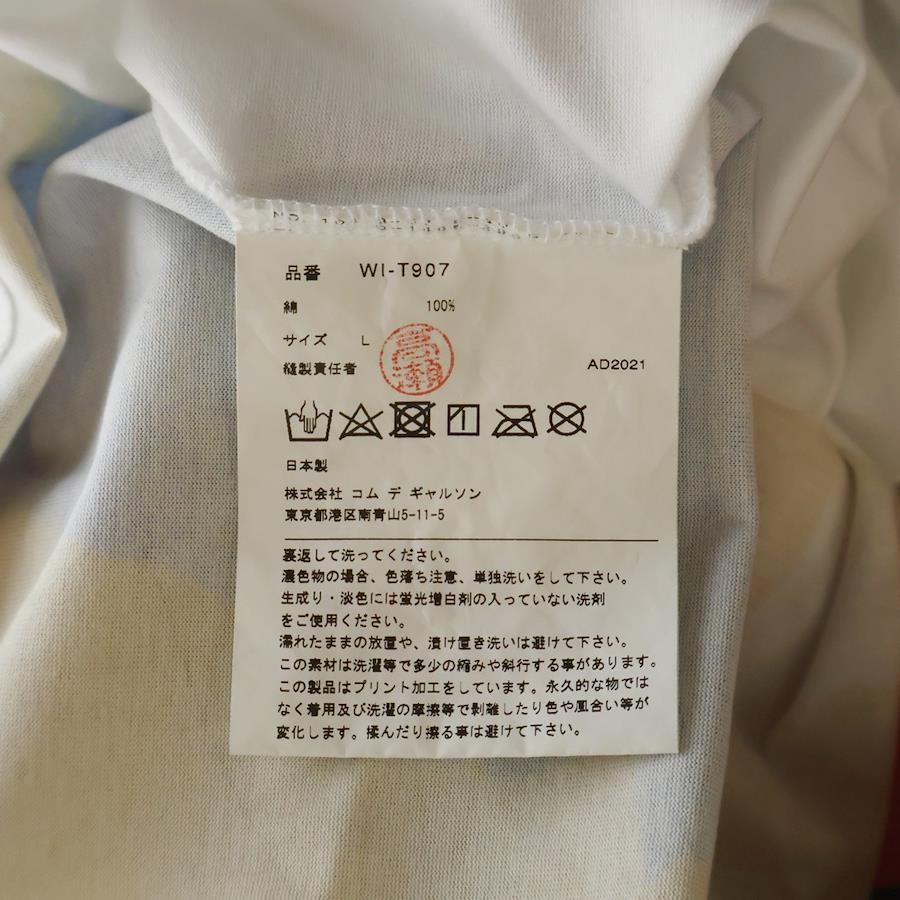 品番 WI-T907
綿 100%
サイズ L
縫製責任者
AD2021
日本製
株式会社 コム デ ギャルソン
東京都港区南青山5-11-5
裏返して洗ってください。
濃色物の場合、色落ち注意、単独洗いをして下さい。
生成り・淡色には蛍光増白剤の入っていない洗剤
をご使用ください。
濡れたままの放置や、漬け置き洗いは避けて下さい。
この素材は洗濯等で多少の縮みや斜行する事があります。
この製品はプリント加工をしています。永久的な物では
なく着用及び洗濯の摩擦等で剥離したり色や風合い等が
変化します。揉んだり擦る事は避けて下さい。